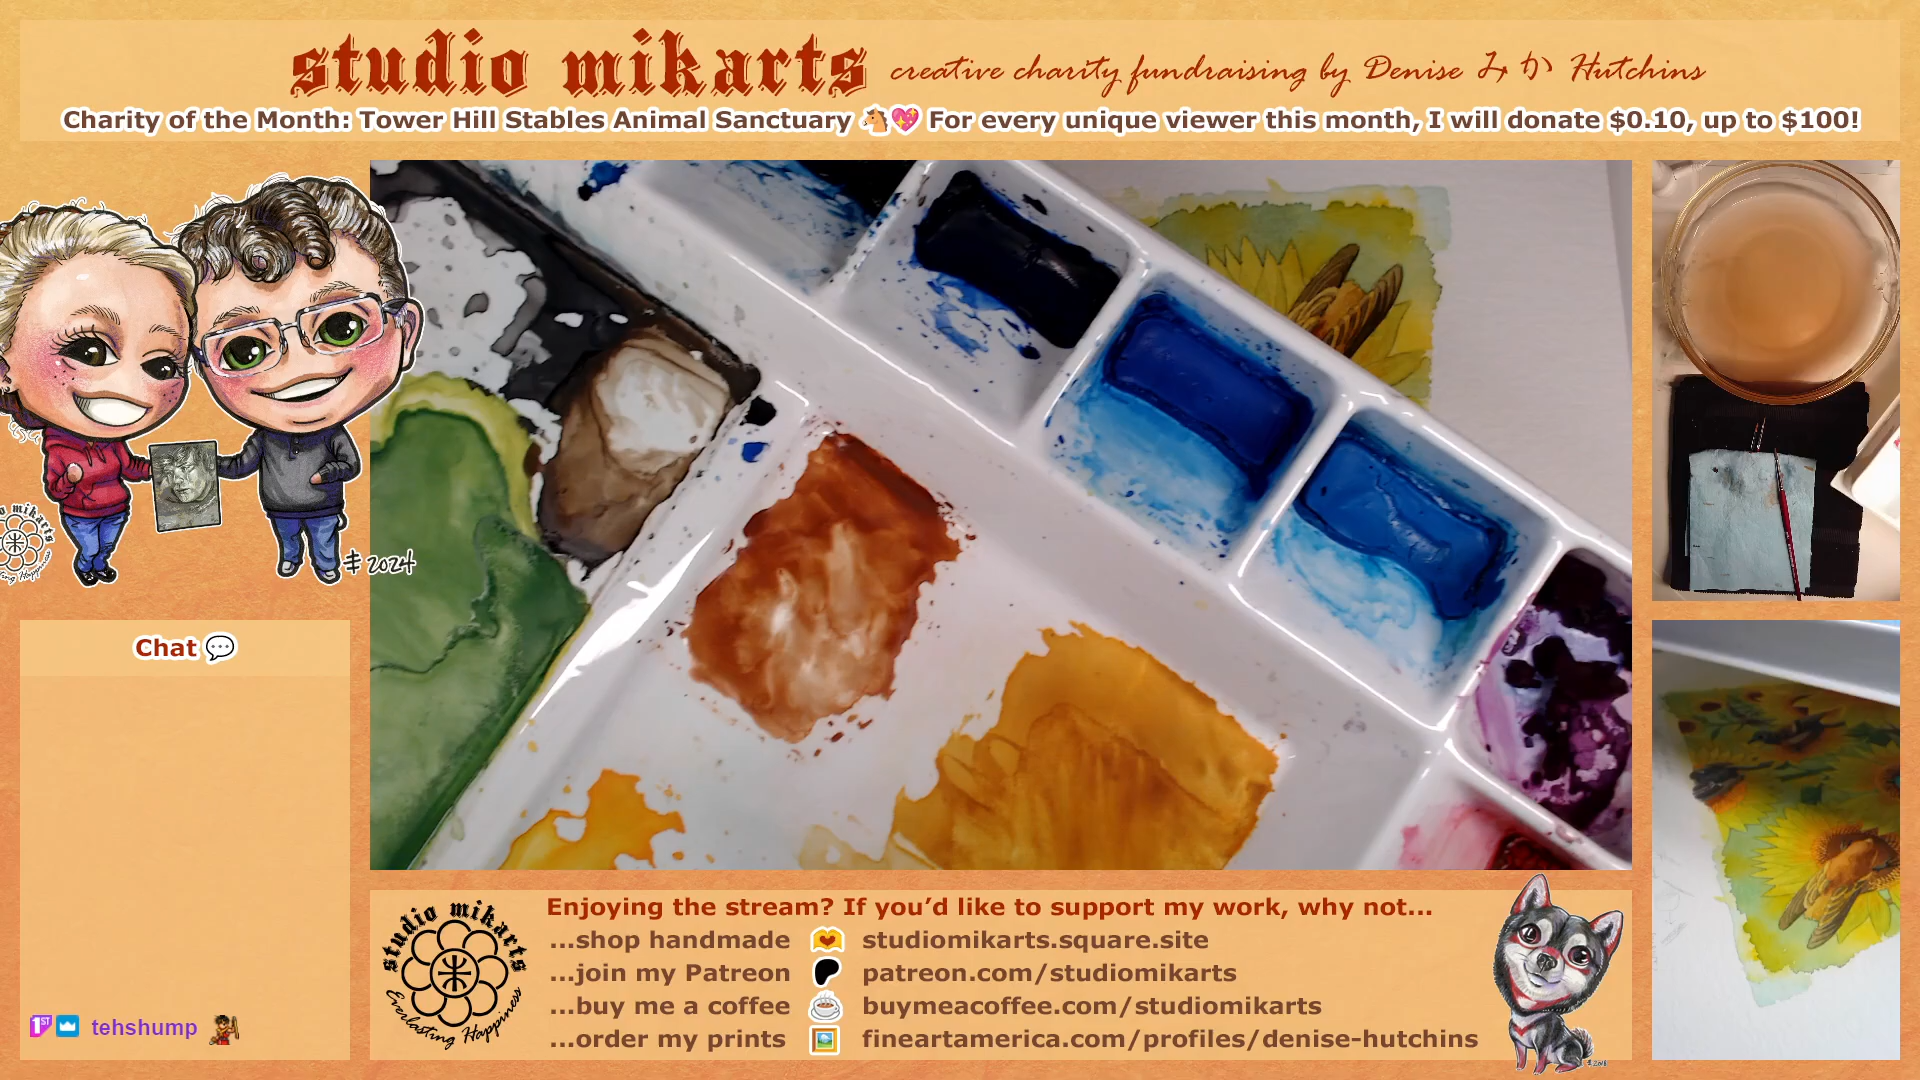 studio mikarts creative charity fundraising by Denise みか Hutchins
Charity of the Month: Tower Hill Stables Animal Sanctuary 🐴💖 For every unique viewer this month, I will donate $0.10, up to $100!
2024
Chat 💬
1ST
tehshump
studio mikarts
Everlasting Happiness
Enjoying the stream? If you’d like to support my work, why not...
...shop handmade studiomikarts.square.site
...join my Patreon patreon.com/studiomikarts
...buy me a coffee buymeacoffee.com/studiomikarts
...order my prints fineartamerica.com/profiles/denise-hutchins